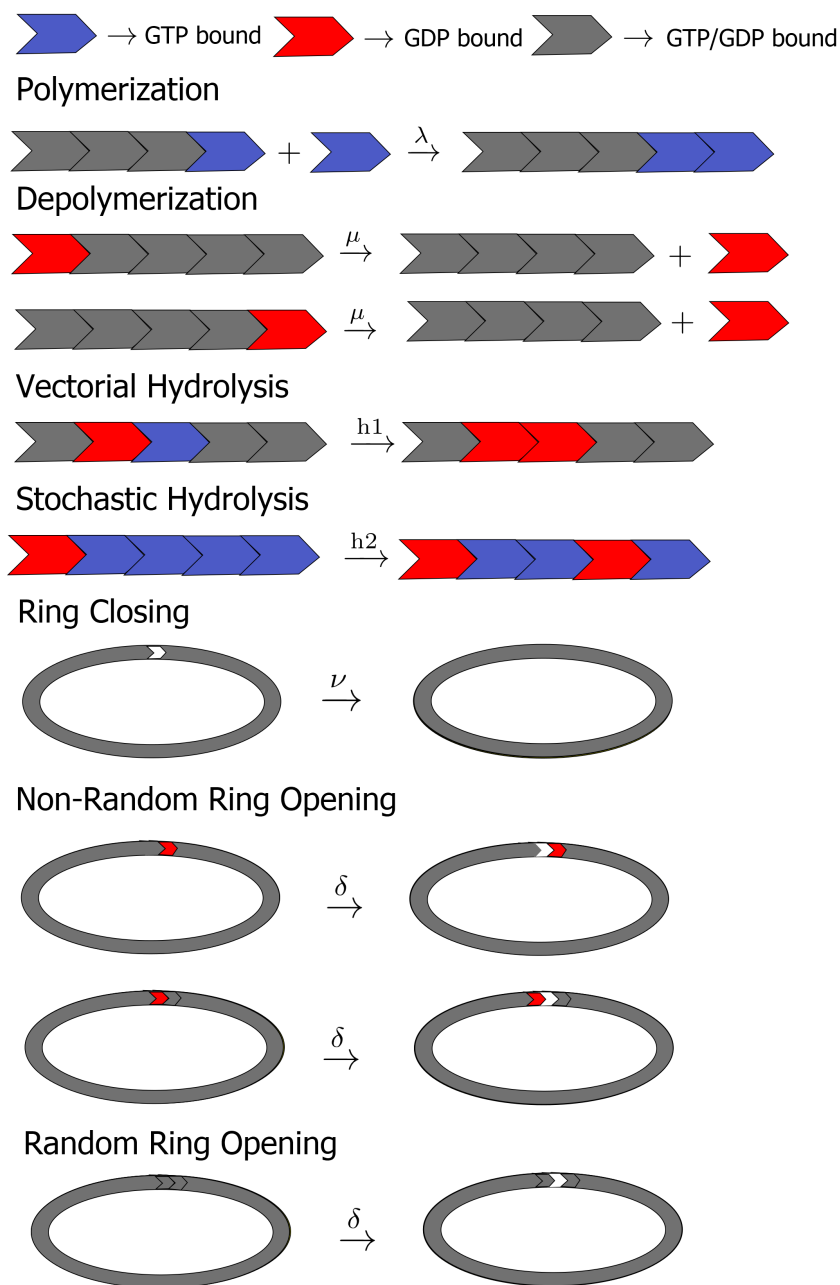 → GTP bound → GDP bound → GTP/GDP bound
Polymerization
+ λ →
Depolymerization
μ → +
μ → +
Vectorial Hydrolysis
h1 →
Stochastic Hydrolysis
h2 →
Ring Closing
ν →
Non-Random Ring Opening
δ →
δ →
Random Ring Opening
δ →